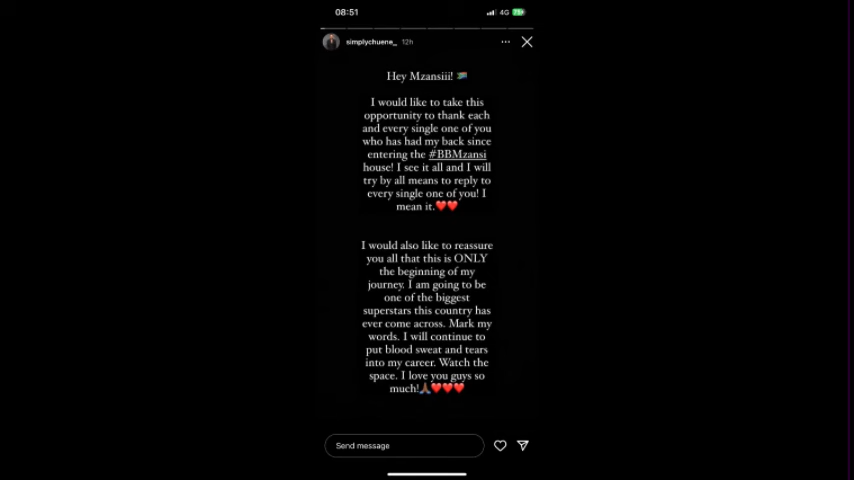 08:51
4G
simplychuene_ 12h
Hey Mzansiii! 🇿🇦
I would like to take this
opportunity to thank each
and every single one of you
who has had my back since
entering the #BBMzansi
house! I see it all and I will
try by all means to reply to
every single one of you! I
mean it.❤️❤️
I would also like to reassure
you all that this is ONLY
the beginning of my
journey. I am going to be
one of the biggest
superstars this country has
ever come across. Mark my
words. I will continue to
put blood sweat and tears
into my career. Watch the
space. I love you guys so
much!🙏🏾❤️❤️❤️
Send message